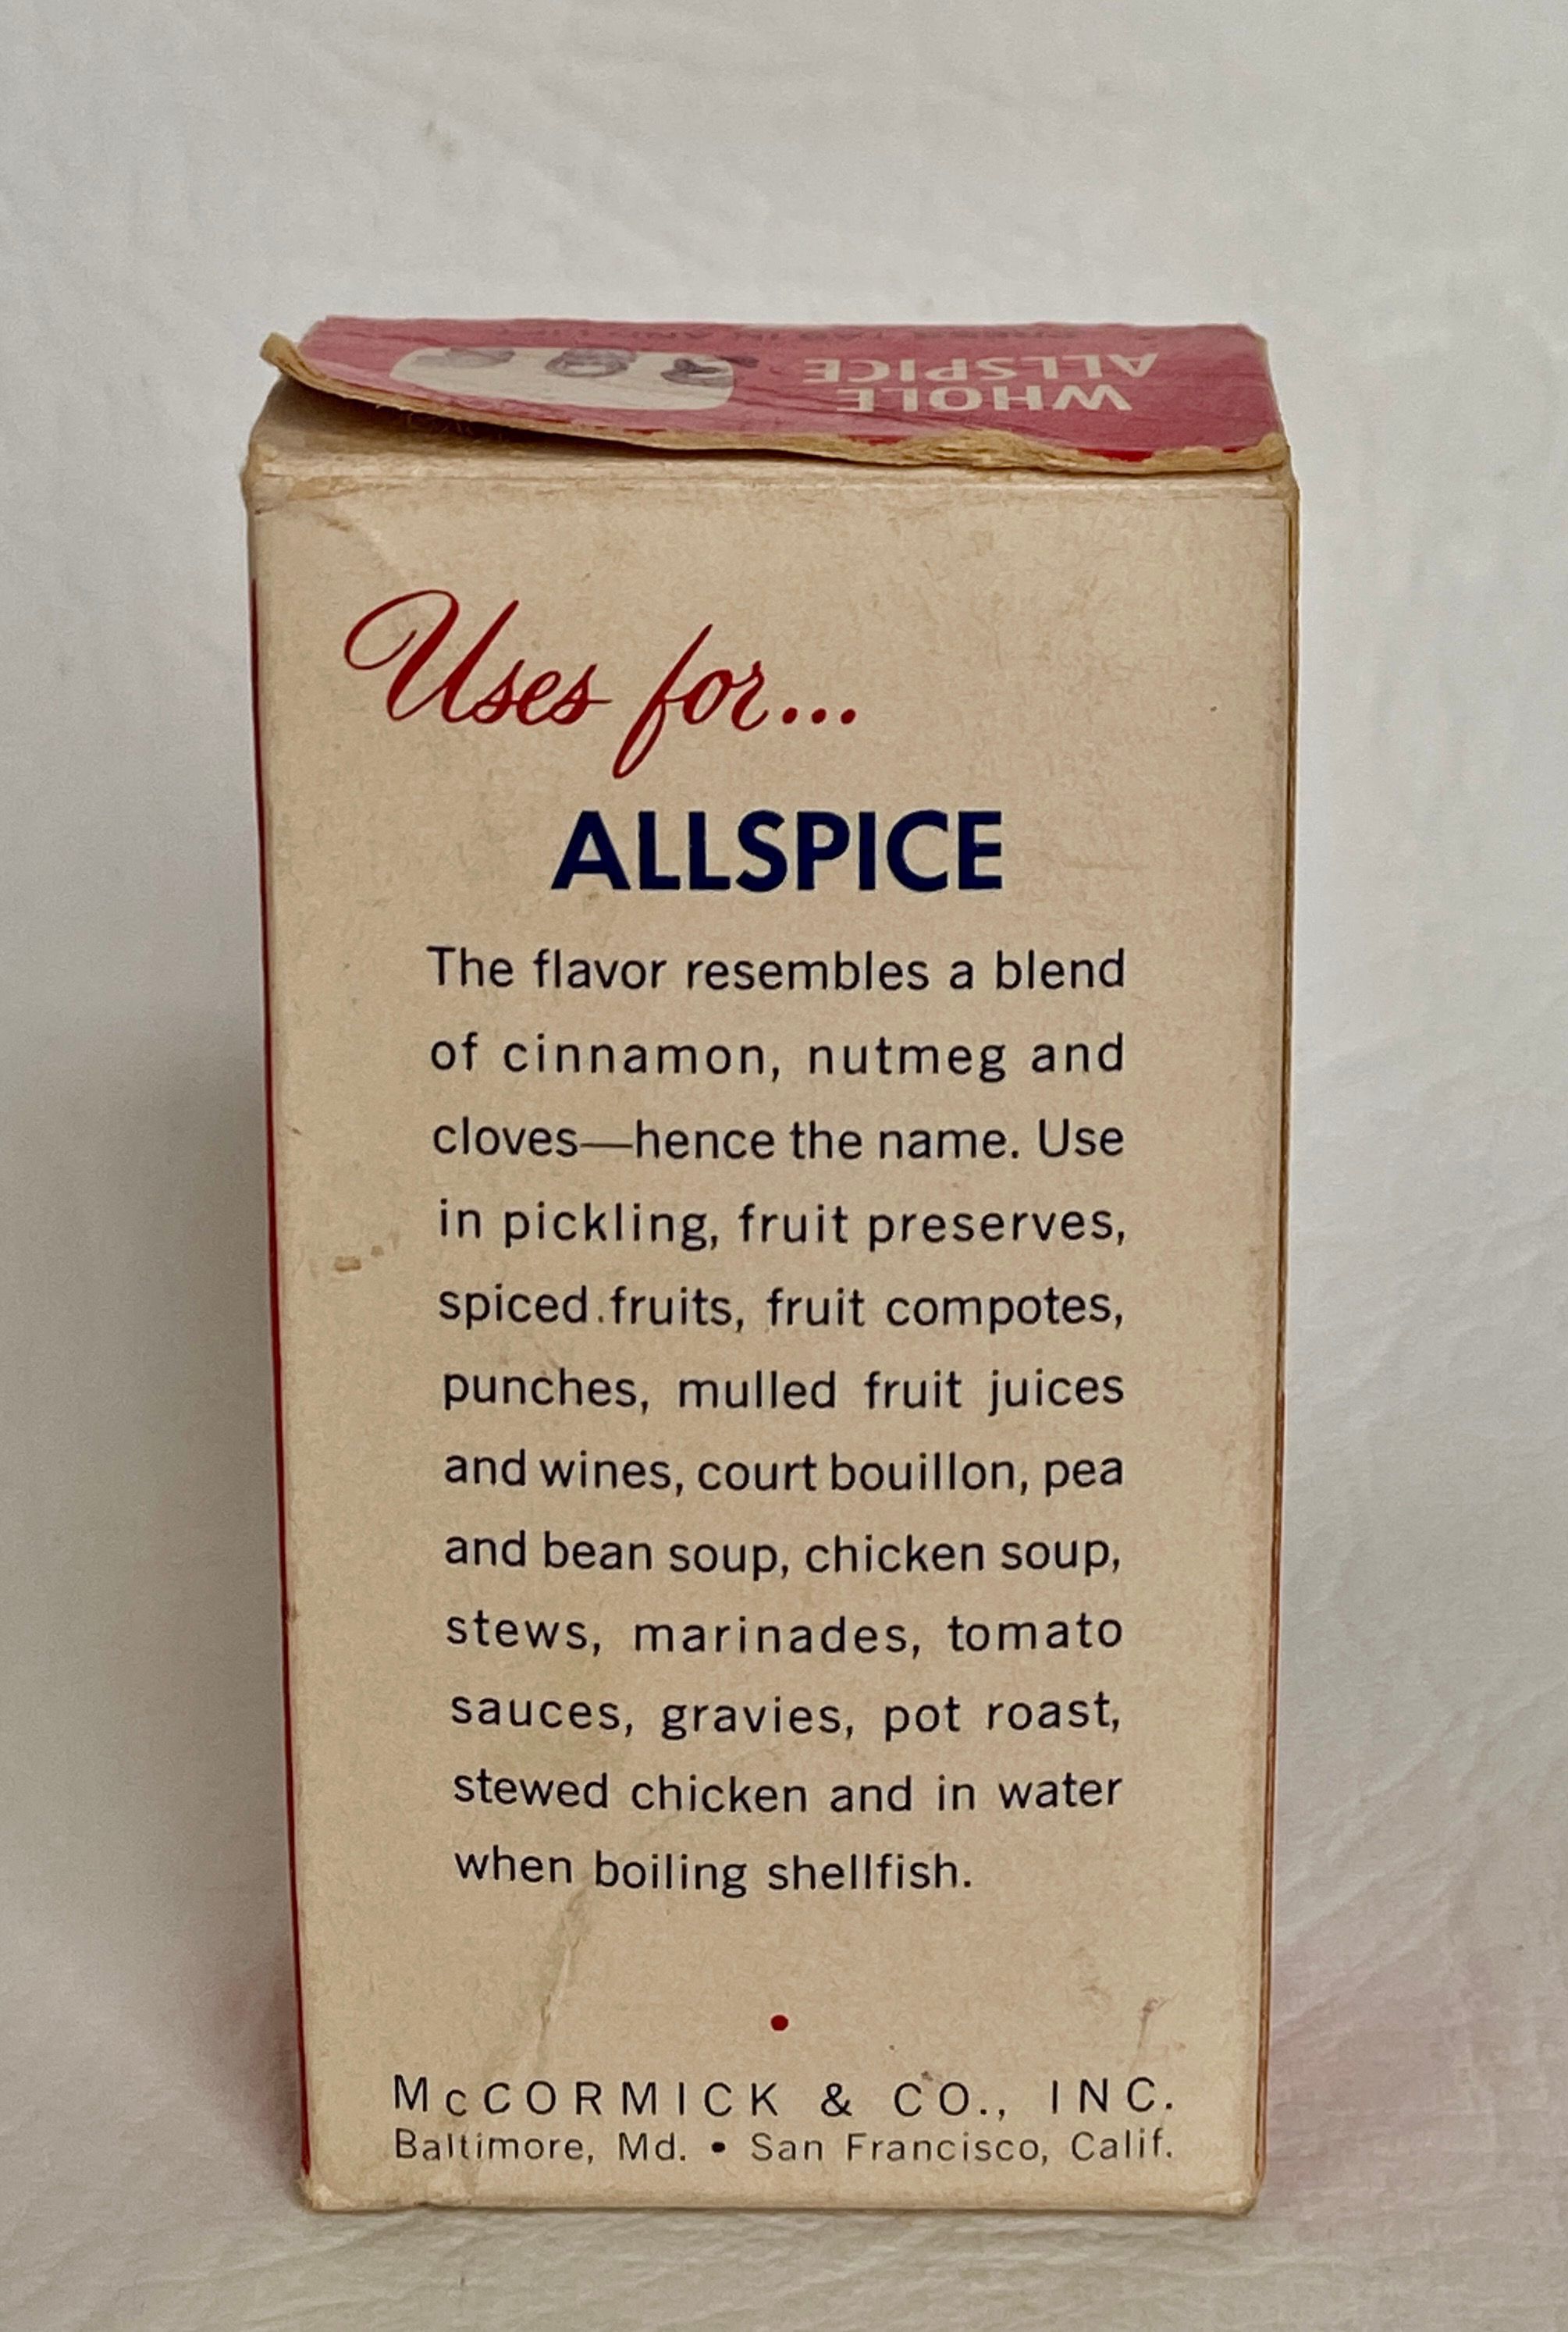 WHOLE
ALLSPICE
Uses for...
ALLSPICE
The flavor resembles a blend
of cinnamon, nutmeg and
cloves—hence the name. Use
in pickling, fruit preserves,
spiced fruits, fruit compotes,
punches, mulled fruit juices
and wines, court bouillon, pea
and bean soup, chicken soup,
stews, marinades, tomato
sauces, gravies, pot roast,
stewed chicken and in water
when boiling shellfish.
McCORMICK & CO., INC.
Baltimore, Md. • San Francisco, Calif.